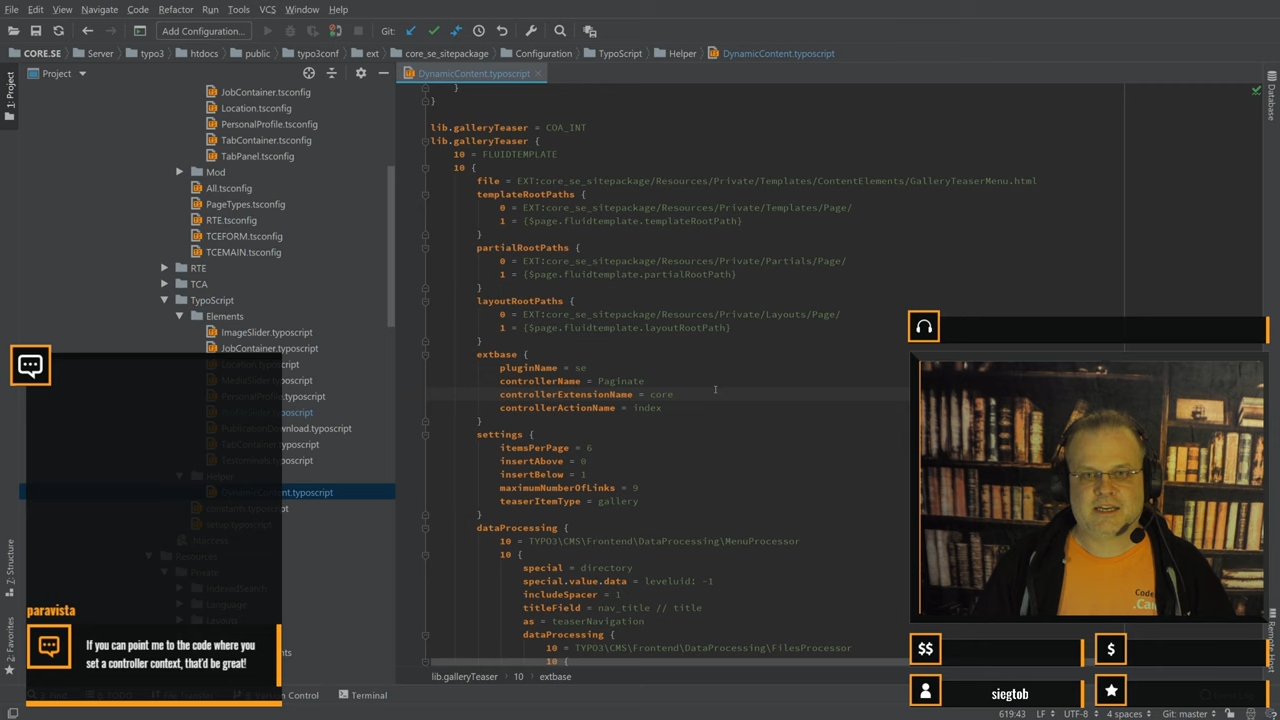 File Edit View Navigate Code Refactor Run Tools VCS Window Help
Add Configuration... Git:
CORE.SE Server typo3 htdocs public typo3conf ext core_se_sitepackage Configuration TypoScript Helper DynamicContent.typoscript
1: Project
Project
DynamicContent.typoscript
Database
JobContainer.tsconfig
Location.tsconfig
PersonalProfile.tsconfig
TabContainer.tsconfig
TabPanel.tsconfig
Mod
All.tsconfig
PageTypes.tsconfig
RTE.tsconfig
TCEFORM.tsconfig
TCEMAIN.tsconfig
RTE
TCA
TypoScript
Elements
ImageSlider.typoscript
JobContainer.typoscript
Location.typoscript
MediaSlider.typoscript
PersonalProfile.typoscript
PublicationDownload.typoscript
TabContainer.typoscript
Testominals.typoscript
Helper
DynamicContent.typoscript
constants.typoscript
setup.typoscript
.htaccess
Resources
Private
IndexedSearch
Language
Layouts
}
}
lib.galleryTeaser = COA_INT
lib.galleryTeaser {
10 = FLUIDTEMPLATE
10 {
file = EXT:core_se_sitepackage/Resources/Private/Templates/ContentElements/GalleryTeaserMenu.html
templateRootPaths {
0 = EXT:core_se_sitepackage/Resources/Private/Templates/Page/
1 = {$page.fluidtemplate.templateRootPath}
}
partialRootPaths {
0 = EXT:core_se_sitepackage/Resources/Private/Partials/Page/
1 = {$page.fluidtemplate.partialRootPath}
}
layoutRootPaths {
0 = EXT:core_se_sitepackage/Resources/Private/Layouts/Page/
1 = {$page.fluidtemplate.layoutRootPath}
}
extbase {
pluginName = se
controllerName = Paginate
controllerExtensionName = core
controllerActionName = index
}
settings {
itemsPerPage = 6
insertAbove = 0
insertBelow = 1
maximumNumberOfLinks = 9
teaserItemType = gallery
}
dataProcessing {
10 = TYPO3\CMS\Frontend\DataProcessing\MenuProcessor
10 {
special = directory
special.value.data = leveluid: -1
includeSpacer = 1
titleField = nav_title // title
as = teaserNavigation
dataProcessing {
10 = TYPO3\CMS\Frontend\DataProcessing\FilesProcessor
10 {
lib.galleryTeaser 10 extbase
Z: Structure
2: Favorites
paravista
If you can point me to the code where you
set a controller context, that'd be great!
Code
.Car
$$
$
siegtob
Terminal
619:43 LF UTF-8 4 spaces Git: master